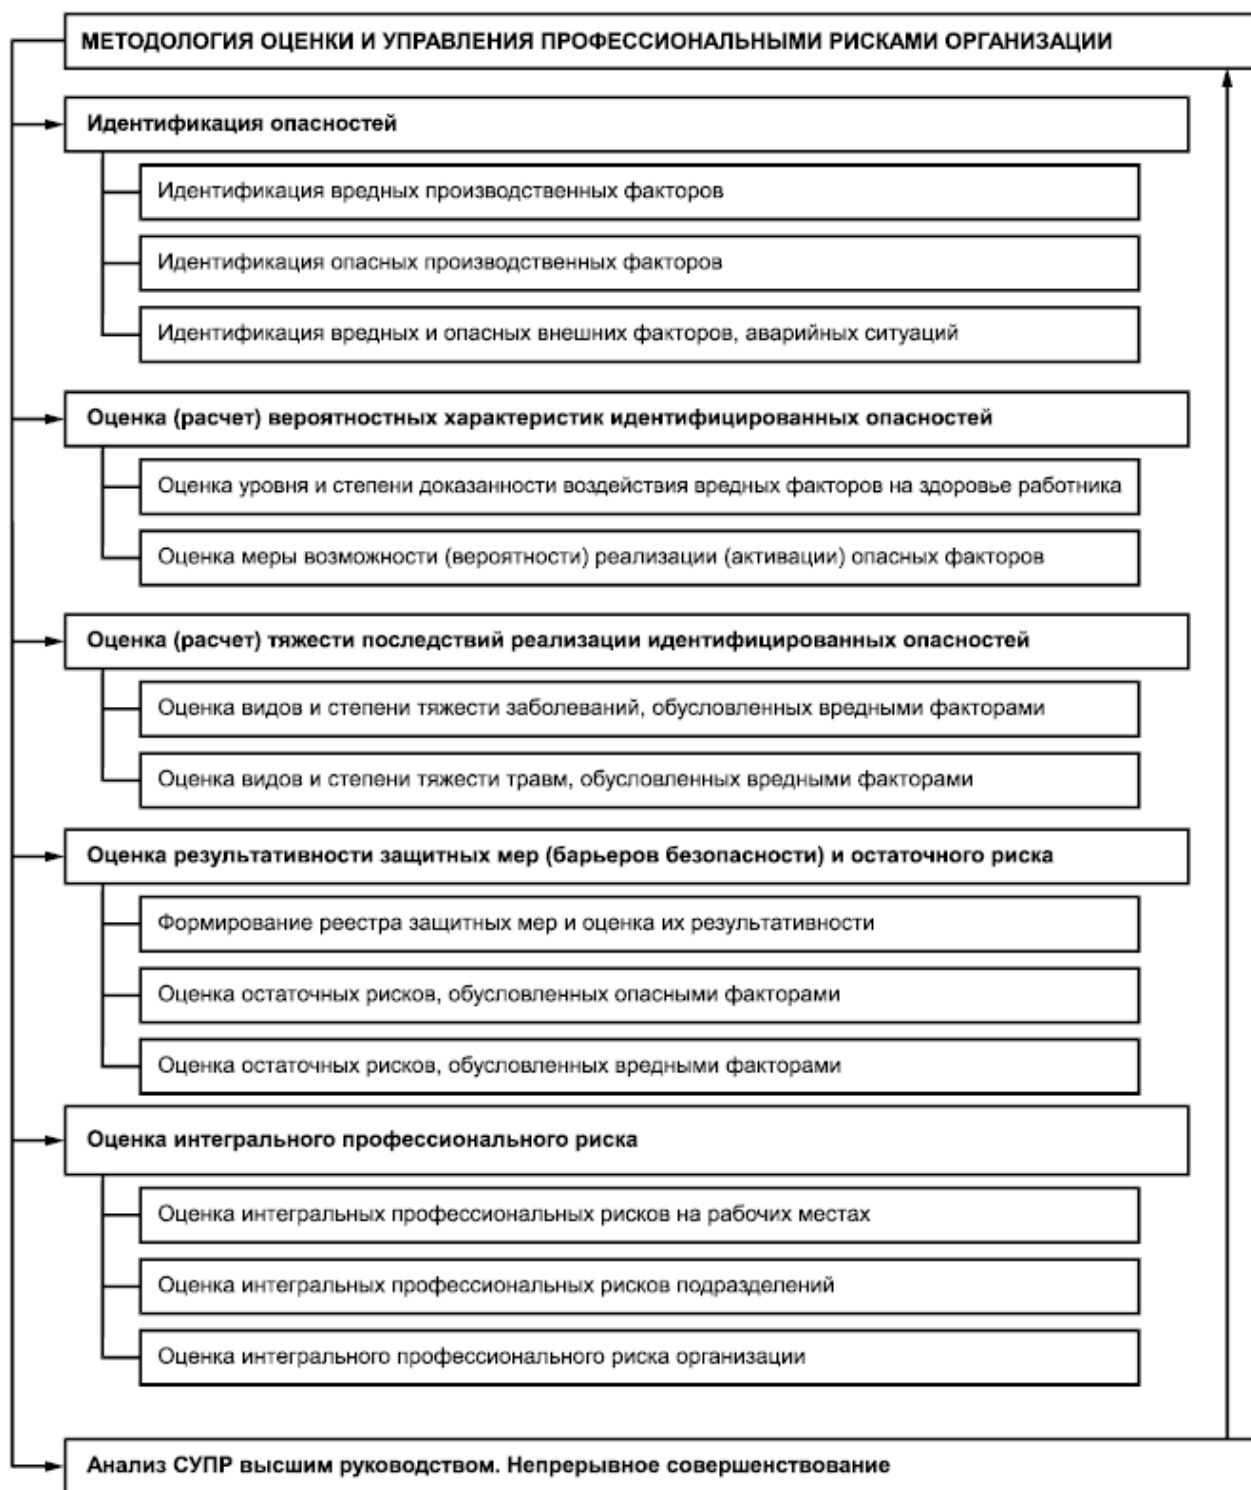 МЕТОДОЛОГИЯ ОЦЕНКИ И УПРАВЛЕНИЯ ПРОФЕССИОНАЛЬНЫМИ РИСКАМИ ОРГАНИЗАЦИИ
Идентификация опасностей
Идентификация вредных производственных факторов
Идентификация опасных производственных факторов
Идентификация вредных и опасных внешних факторов, аварийных ситуаций
Оценка (расчет) вероятностных характеристик идентифицированных опасностей
Оценка уровня и степени доказанности воздействия вредных факторов на здоровье работника
Оценка меры возможности (вероятности) реализации (активации) опасных факторов
Оценка (расчет) тяжести последствий реализации идентифицированных опасностей
Оценка видов и степени тяжести заболеваний, обусловленных вредными факторами
Оценка видов и степени тяжести травм, обусловленных вредными факторами
Оценка результативности защитных мер (барьеров безопасности) и остаточного риска
Формирование реестра защитных мер и оценка их результативности
Оценка остаточных рисков, обусловленных опасными факторами
Оценка остаточных рисков, обусловленных вредными факторами
Оценка интегрального профессионального риска
Оценка интегральных профессиональных рисков на рабочих местах
Оценка интегральных профессиональных рисков подразделений
Оценка интегрального профессионального риска организации
Анализ СУПР высшим руководством. Непрерывное совершенствование